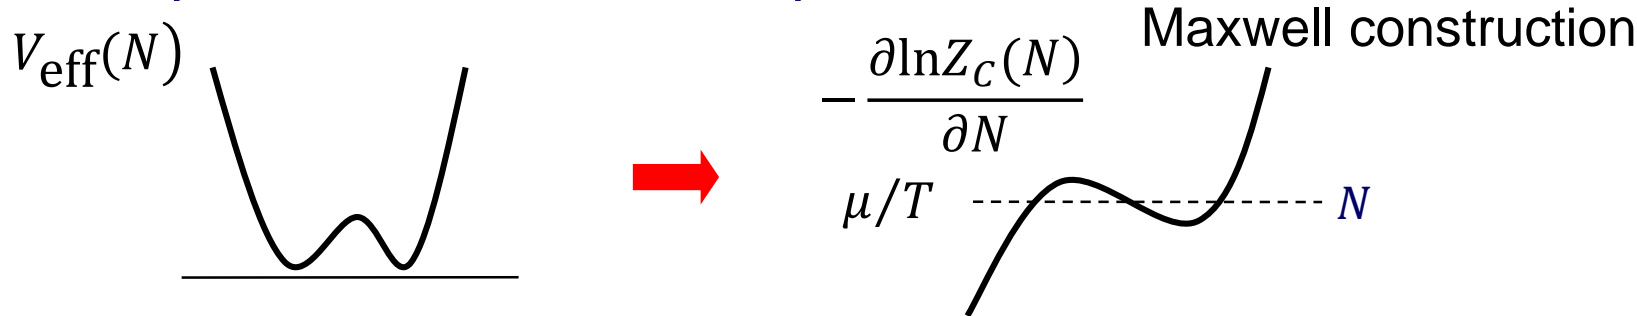 V_eff(N)
−∂lnZ_C(N)/∂N
Maxwell construction
μ/T
N